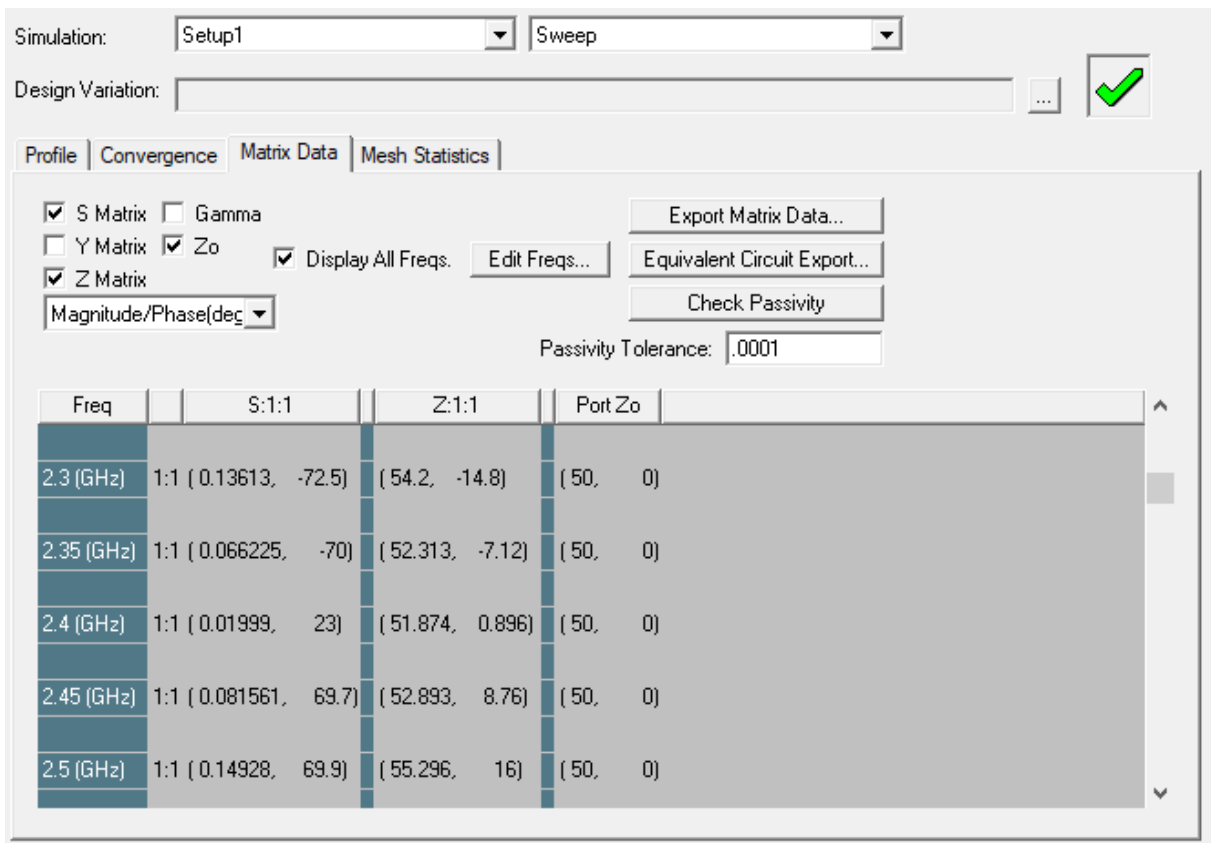 Simulation: Setup1 Sweep
Design Variation: ...
Profile Convergence Matrix Data Mesh Statistics
S Matrix Gamma Export Matrix Data...
Y Matrix Zo Display All Freqs. Edit Freqs... Equivalent Circuit Export...
Z Matrix
Magnitude/Phase(deg Check Passivity
Passivity Tolerance: .0001
Freq S:1:1 Z:1:1 Port Zo
2.3 (GHz) 1:1 ( 0.13613, -72.5) ( 54.2, -14.8) ( 50, 0)
2.35 (GHz) 1:1 ( 0.066225, -70) ( 52.313, -7.12) ( 50, 0)
2.4 (GHz) 1:1 ( 0.01999, 23) ( 51.874, 0.896) ( 50, 0)
2.45 (GHz) 1:1 ( 0.081561, 69.7) ( 52.893, 8.76) ( 50, 0)
2.5 (GHz) 1:1 ( 0.14928, 69.9) ( 55.296, 16) ( 50, 0)